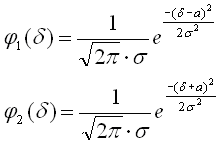 φ₁(δ) = 1/(√(2π)·σ) e^(-(δ-a)²/(2σ²))
φ₂(δ) = 1/(√(2π)·σ) e^(-(δ+a)²/(2σ²))